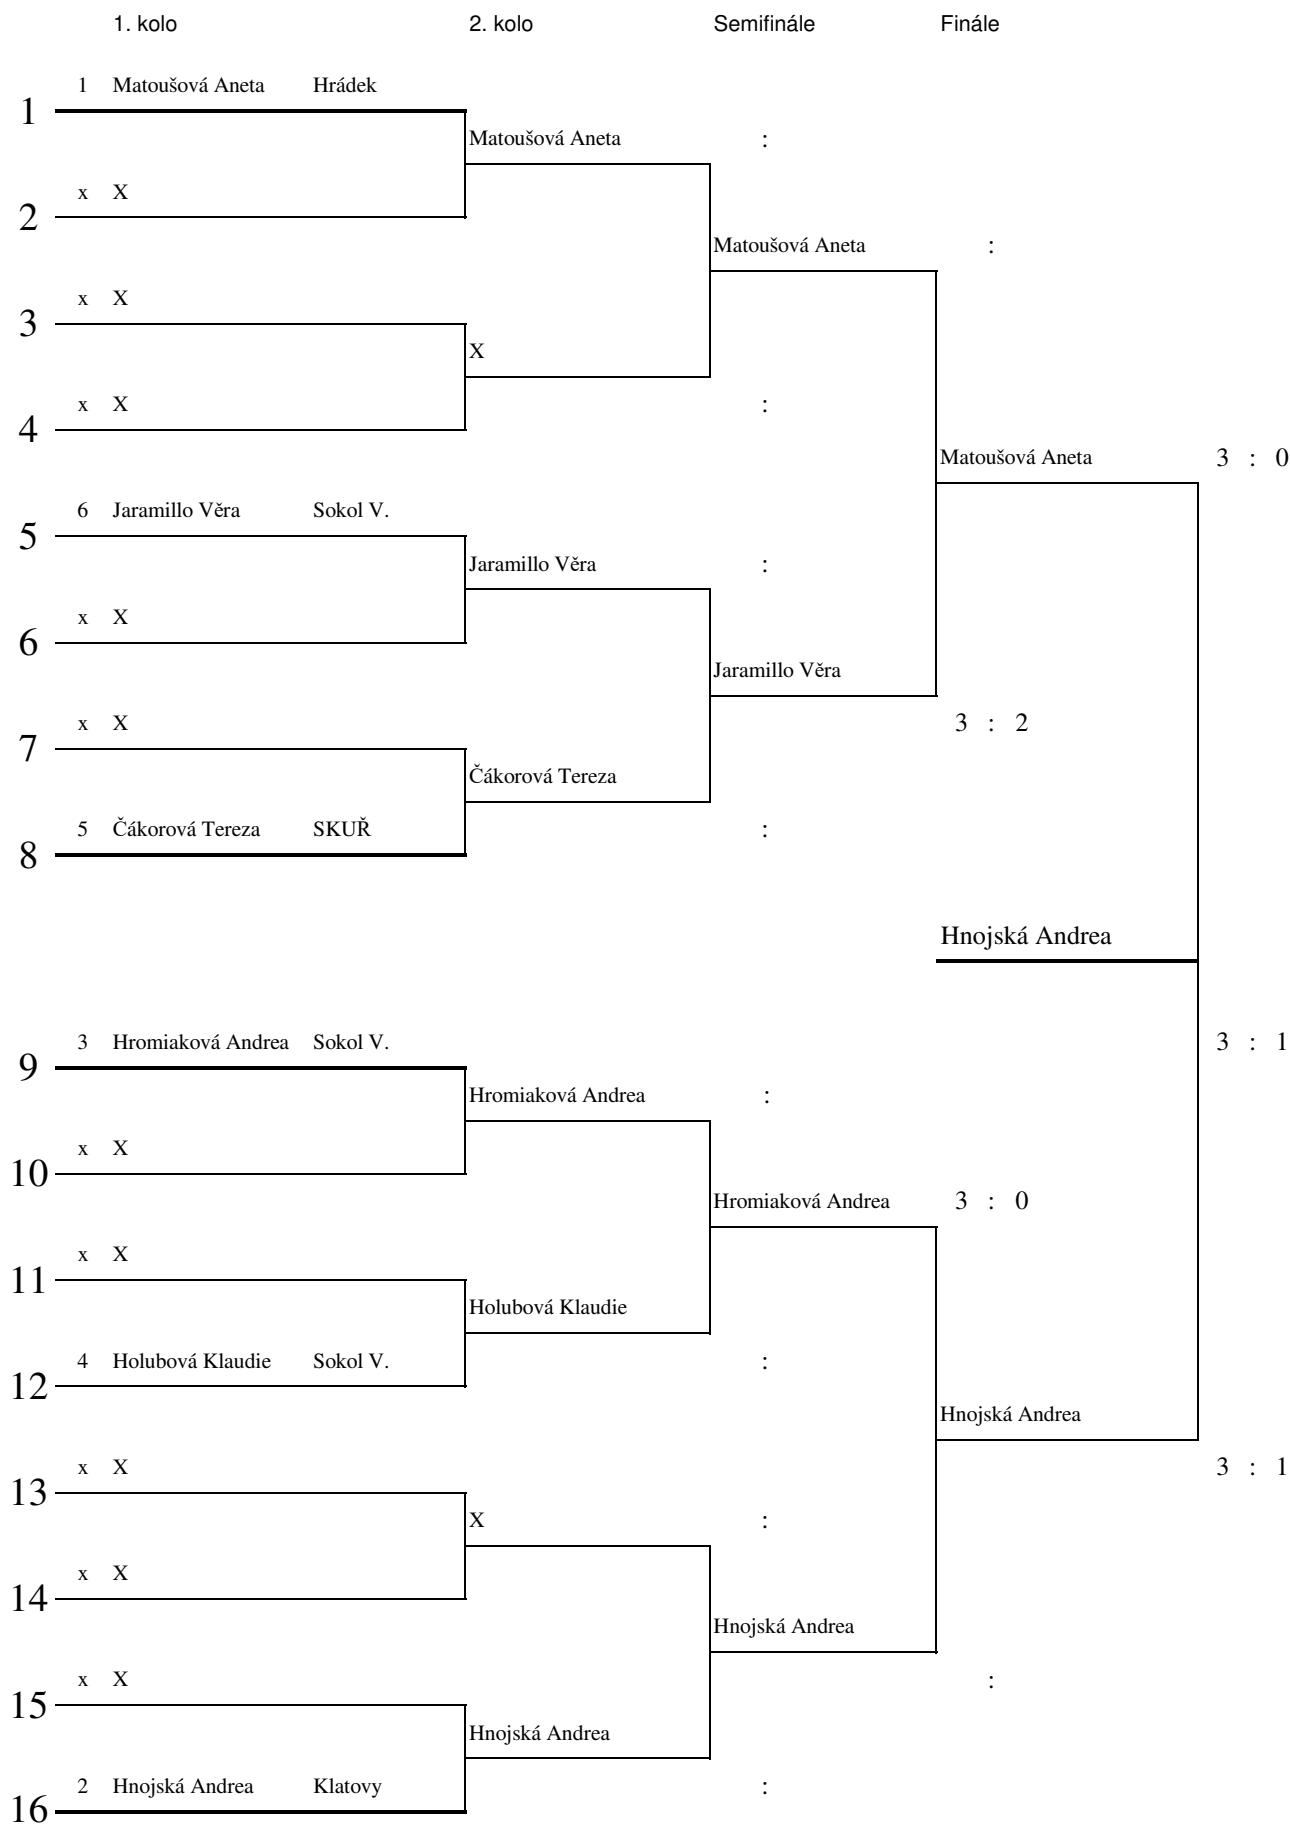 1. kolo 2. kolo Semifinále Finále
1 Matoušová Aneta Hrádek
1
Matoušová Aneta :
x X
2
Matoušová Aneta :
x X
3
X
x X :
4
Matoušová Aneta 3 : 0
6 Jaramillo Věra Sokol V.
5
Jaramillo Věra :
x X
6
Jaramillo Věra
x X 3 : 2
7
Čákorová Tereza
5 Čákorová Tereza SKUŘ :
8
Hnojská Andrea
3 Hromiaková Andrea Sokol V. 3 : 1
9
Hromiaková Andrea :
x X
10
Hromiaková Andrea 3 : 0
x X
11
Holubová Klaudie
4 Holubová Klaudie Sokol V. :
12
Hnojská Andrea
x X 3 : 1
13
X :
x X
14
Hnojská Andrea
x X :
15
Hnojská Andrea
2 Hnojská Andrea Klatovy :
16